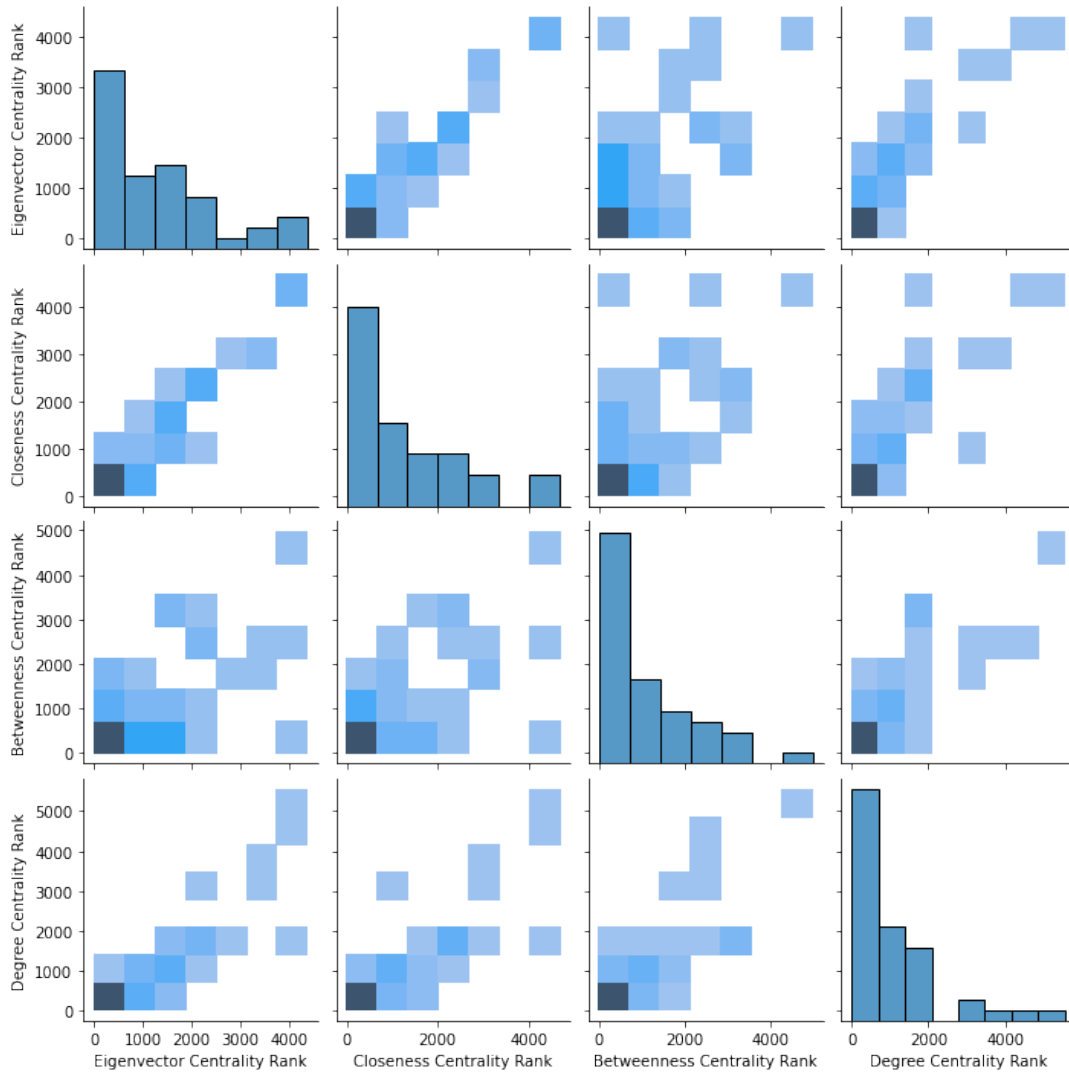 Eigenvector Centrality Rank
4000
3000
2000
1000
0
Closeness Centrality Rank
4000
3000
2000
1000
0
Betweenness Centrality Rank
5000
4000
3000
2000
1000
0
Degree Centrality Rank
5000
4000
3000
2000
1000
0
0 1000 2000 3000 4000
0 2000 4000
0 2000 4000
0 2000 4000
Eigenvector Centrality Rank
Closeness Centrality Rank
Betweenness Centrality Rank
Degree Centrality Rank